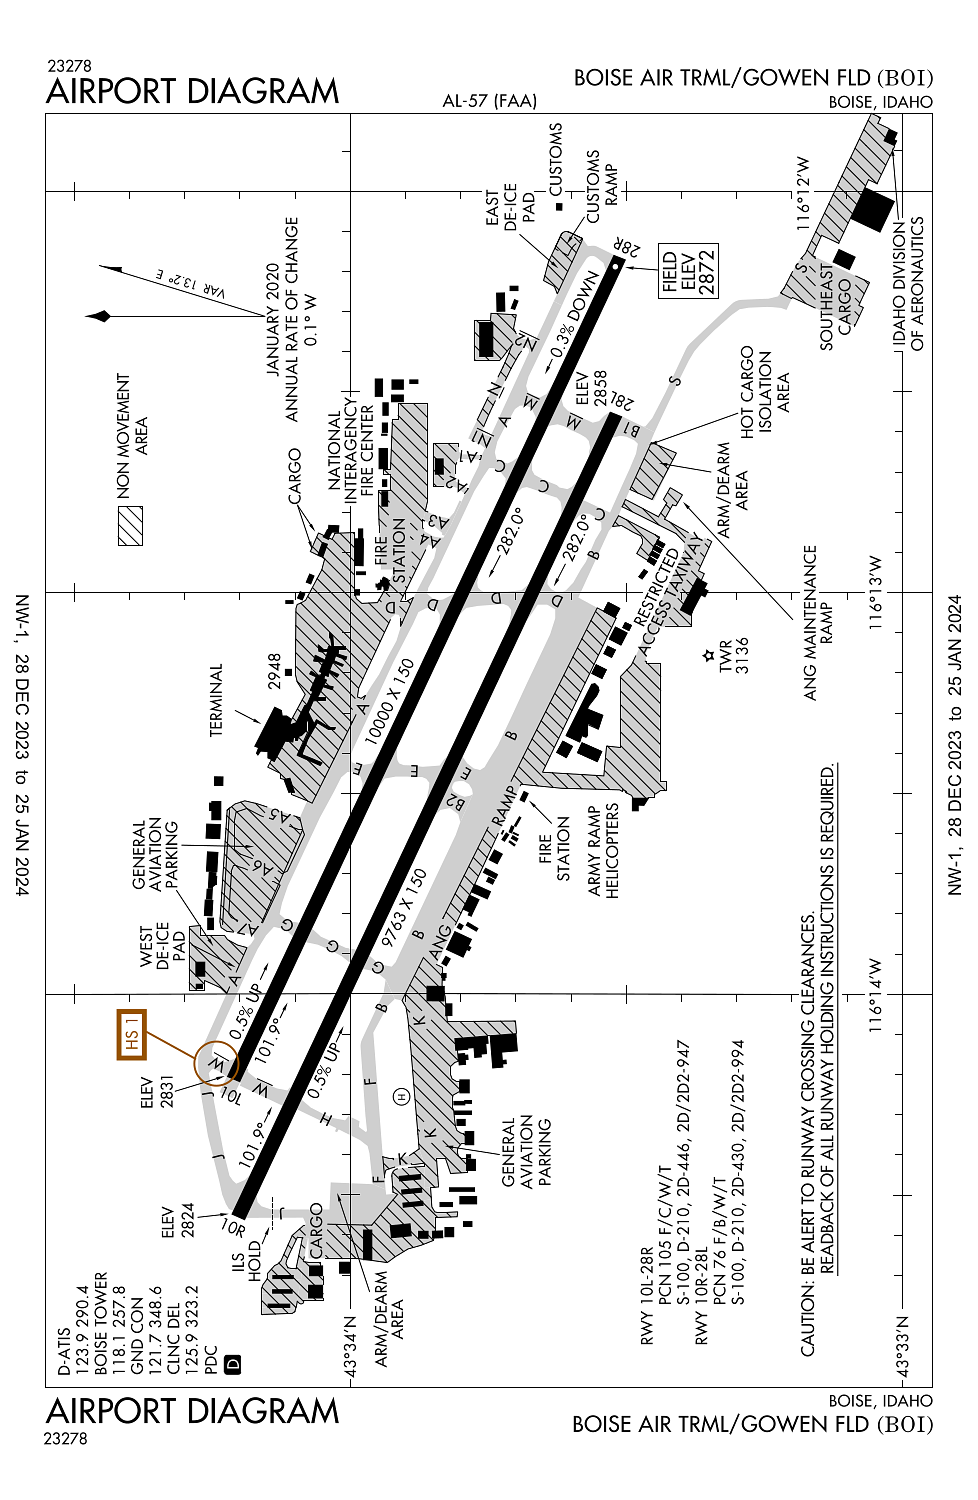 23278
AIRPORT DIAGRAM
AL-57 (FAA)
BOISE AIR TRML/GOWEN FLD (BOI)
BOISE, IDAHO
NW-1, 28 DEC 2023 to 25 JAN 2024
NW-1, 28 DEC 2023 to 25 JAN 2024
JANUARY 2020
ANNUAL RATE OF CHANGE
0.1° W
VAR 13.2° E
NON MOVEMENT
AREA
EAST
DE-ICE
PAD
CUSTOMS
CUSTOMS
RAMP
116°12'W
28R
FIELD
ELEV
2872
0.3% DOWN
SOUTHEAST
CARGO
IDAHO DIVISION
OF AERONAUTICS
S
S
HOT CARGO
ISOLATION
AREA
ARM/DEARM
AREA
ELEV
2858
28L
B1
N2
N
N
M
M
A
A1
A2
A3
A4
C
C
C
NATIONAL
INTERAGENCY
FIRE CENTER
CARGO
FIRE
STATION
282.0°
282.0°
B
RESTRICTED
ACCESS TAXIWAY
ANG MAINTENANCE
RAMP
116°13'W
TWR
3136
A
D
D
D
D
2948
TERMINAL
10000 X 150
A
E
E
E
B
B2
A5
A6
A7
GENERAL
AVIATION
PARKING
WEST
DE-ICE
PAD
ANG RAMP
FIRE
STATION
ARMY RAMP
HELICOPTERS
9763 X 150
G
G
G
B
A
B
K
116°14'W
HS 1
0.5% UP
101.9°
W
W
10L
ELEV
2831
J
J
0.5% UP
101.9°
F
H
H
K
K
F
GENERAL
AVIATION
PARKING
ELEV
2824
10R
J
ILS
HOLD
CARGO
ARM/DEARM
AREA
43°34'N
43°33'N
D-ATIS
123.9 290.4
BOISE TOWER
118.1 257.8
GND CON
121.7 348.6
CLNC DEL
125.9 323.2
PDC
D
RWY 10L-28R
PCN 105 F/C/W/T
S-100, D-210, 2D-446, 2D/2D2-947
RWY 10R-28L
PCN 76 F/B/W/T
S-100, D-210, 2D-430, 2D/2D2-994
CAUTION: BE ALERT TO RUNWAY CROSSING CLEARANCES.
READBACK OF ALL RUNWAY HOLDING INSTRUCTIONS IS REQUIRED.
AIRPORT DIAGRAM
23278
BOISE, IDAHO
BOISE AIR TRML/GOWEN FLD (BOI)